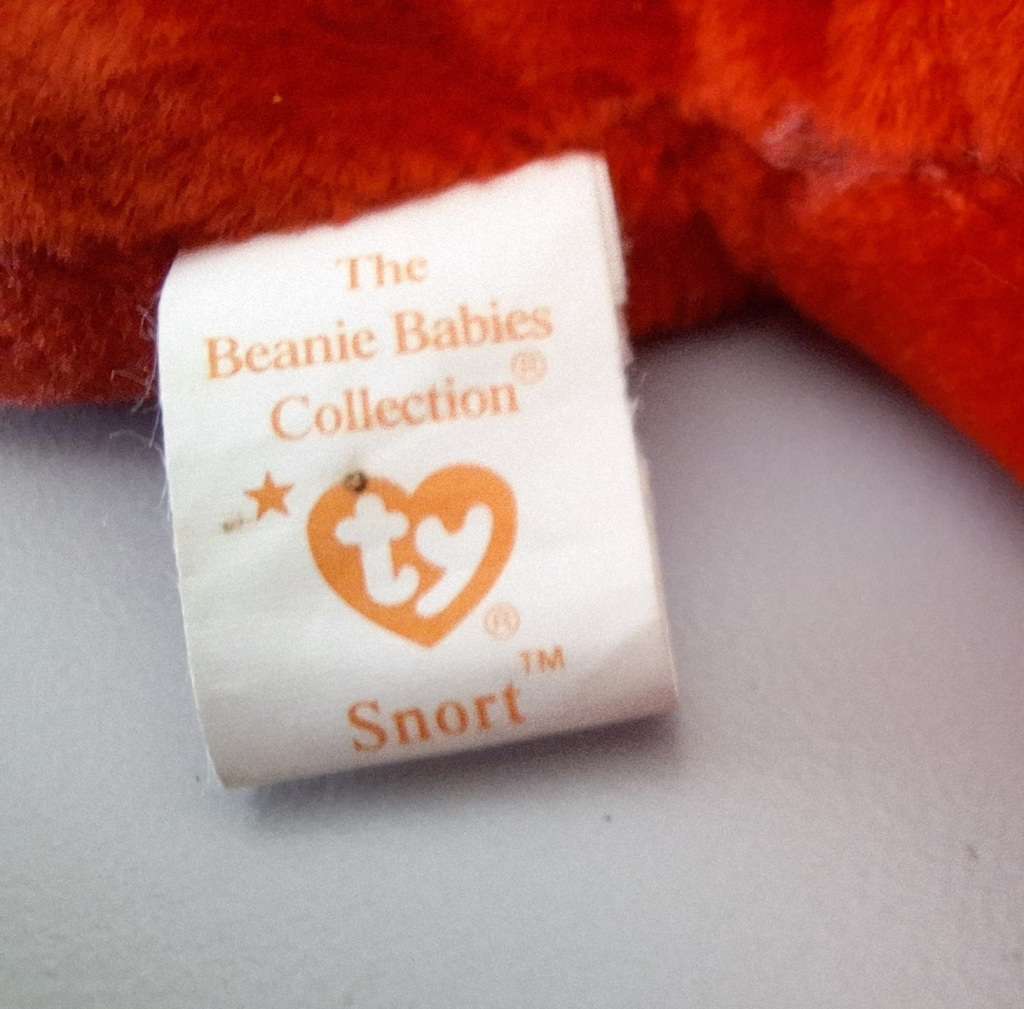 The
Beanie Babies
Collection®
ty®
Snort™